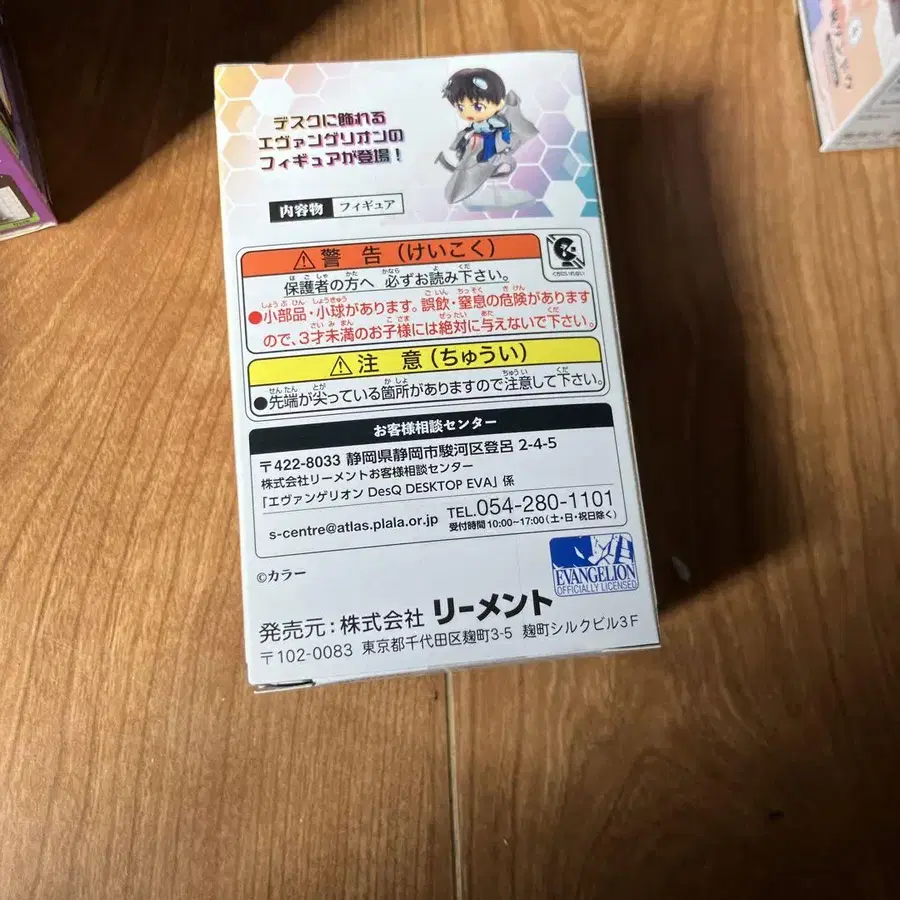 デスクに飾れる
エヴァンゲリオンの
フィギュアが登場！
内容物 フィギュア
警告（けいこく）
くちにいれない
保護者の方へ 必ずお読み下さい。
●小部品・小球があります。誤飲・窒息の危険があります
ので、3才未満のお子様には絶対に与えないで下さい。
注意（ちゅうい）
●先端が尖っている箇所がありますので注意して下さい。
お客様相談センター
〒422-8033 静岡県静岡市駿河区登呂 2-4-5
株式会社リーメントお客様相談センター
「エヴァンゲリオン DesQ DESKTOP EVA」係
s-centre@atlas.plala.or.jp
TEL.054-280-1101
受付時間 10:00~17:00（土・日・祝日除く）
©カラー
EVANGELION
OFFICIALLY LICENSED
発売元：株式会社 リーメント
〒102-0083 東京都千代田区麹町3-5 麹町シルクビル3F